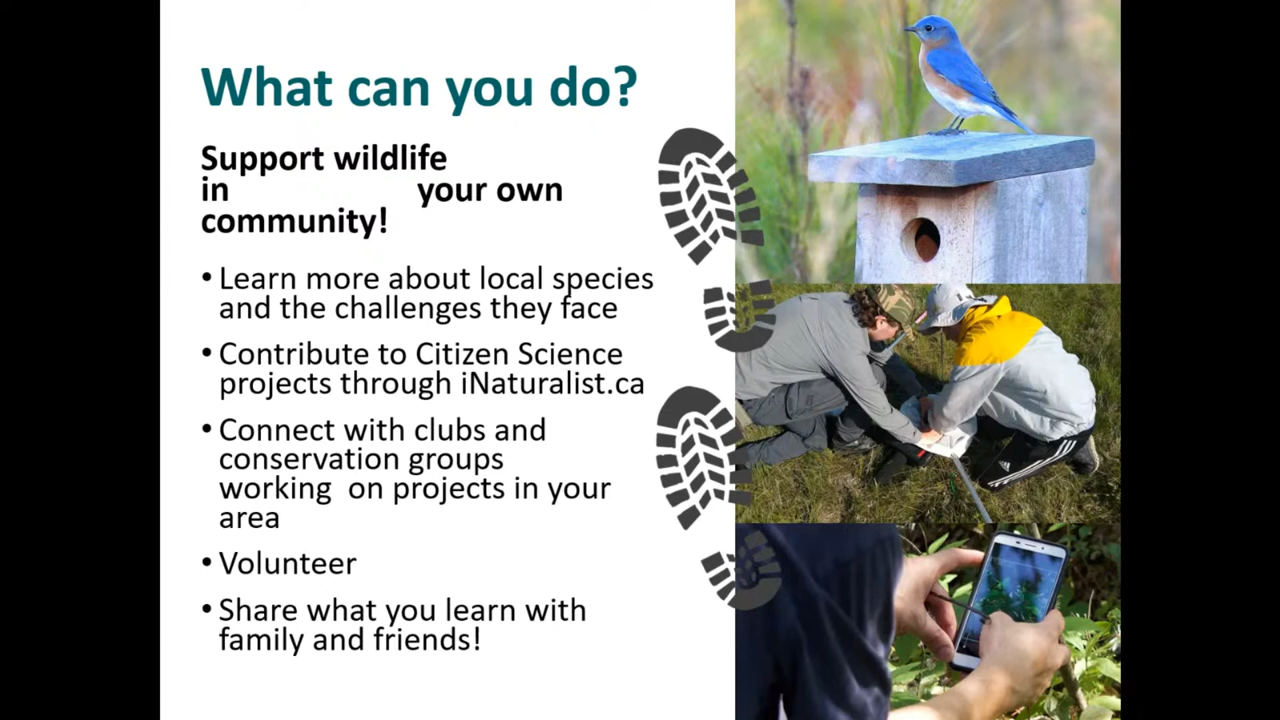 What can you do?
Support wildlife
in your own
community!
• Learn more about local species
and the challenges they face
• Contribute to Citizen Science
projects through iNaturalist.ca
• Connect with clubs and
conservation groups
working on projects in your
area
• Volunteer
• Share what you learn with
family and friends!